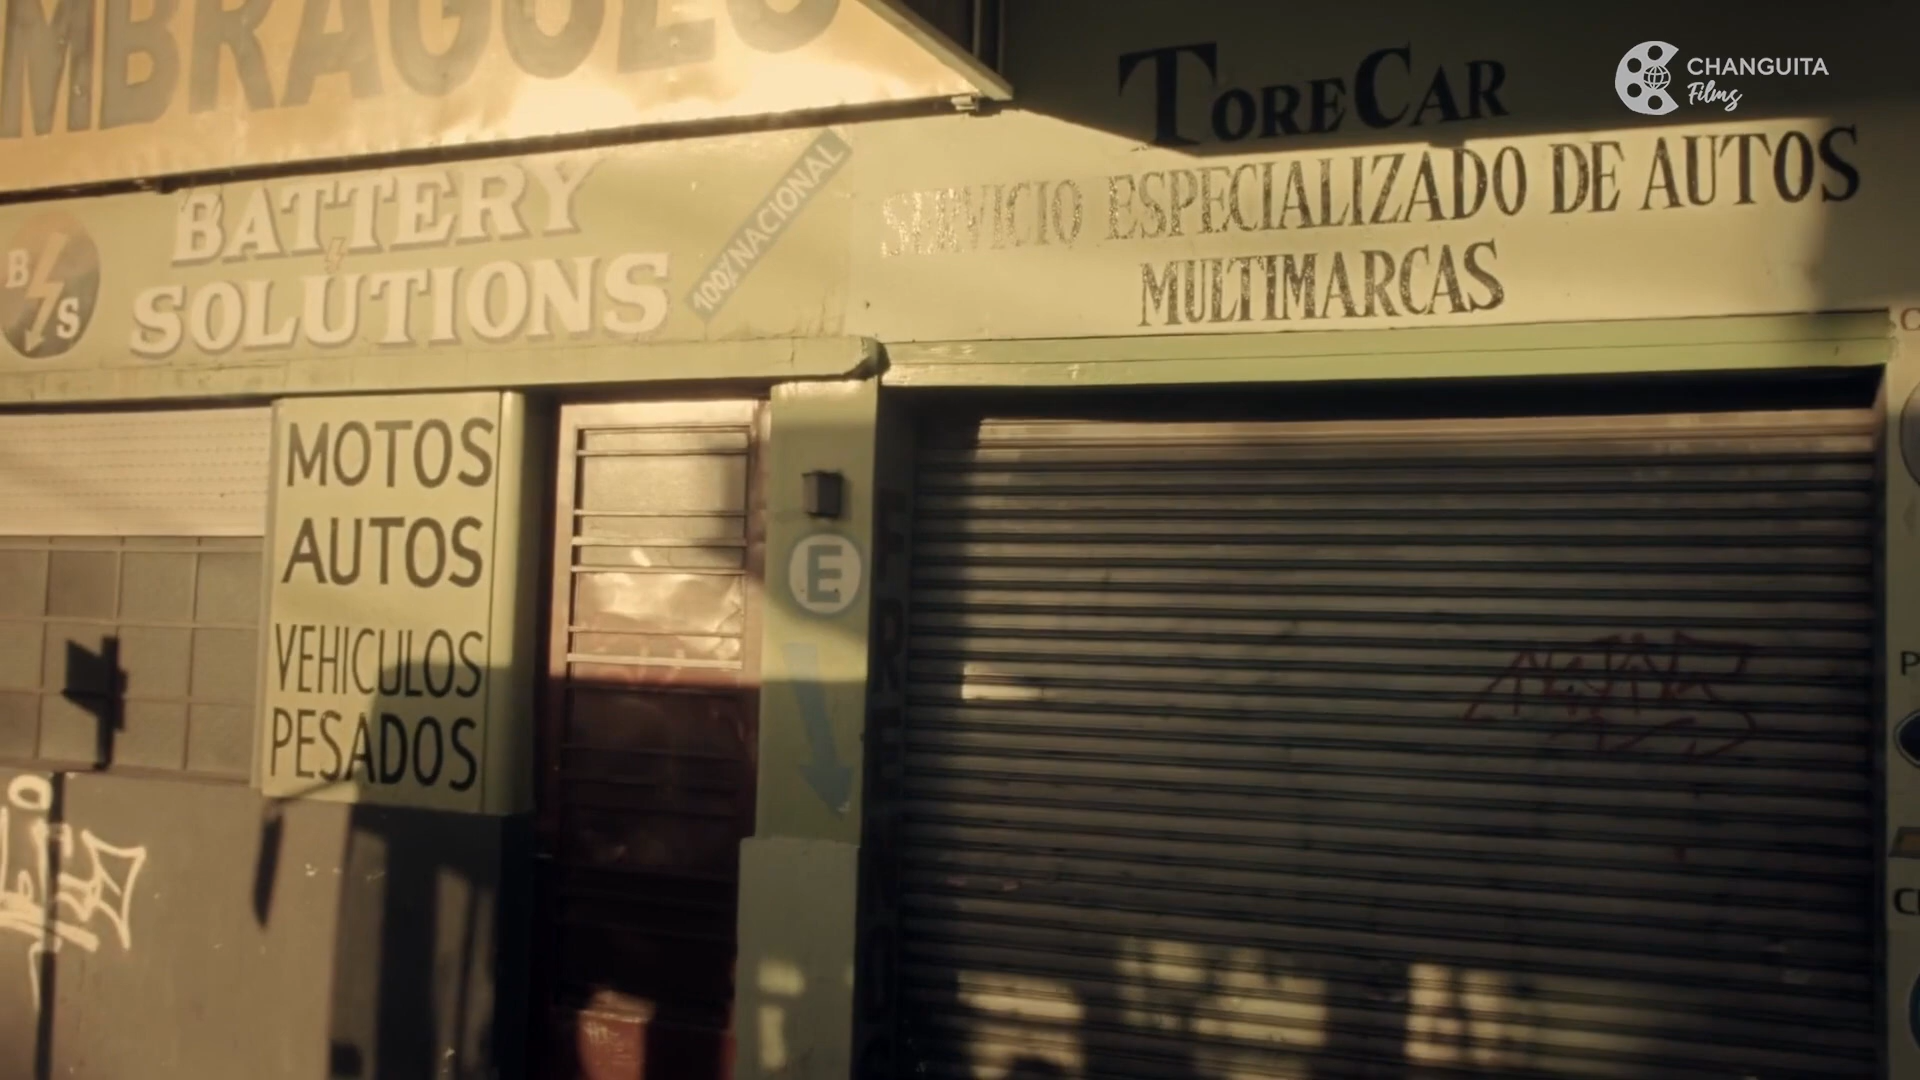 MBRAGUES
TORECAR
CHANGUITA
Films
BATTERY
SOLUTIONS
100% NACIONAL
B S
SERVICIO ESPECIALIZADO DE AUTOS
MULTIMARCAS
MOTOS
AUTOS
VEHICULOS
PESADOS
E